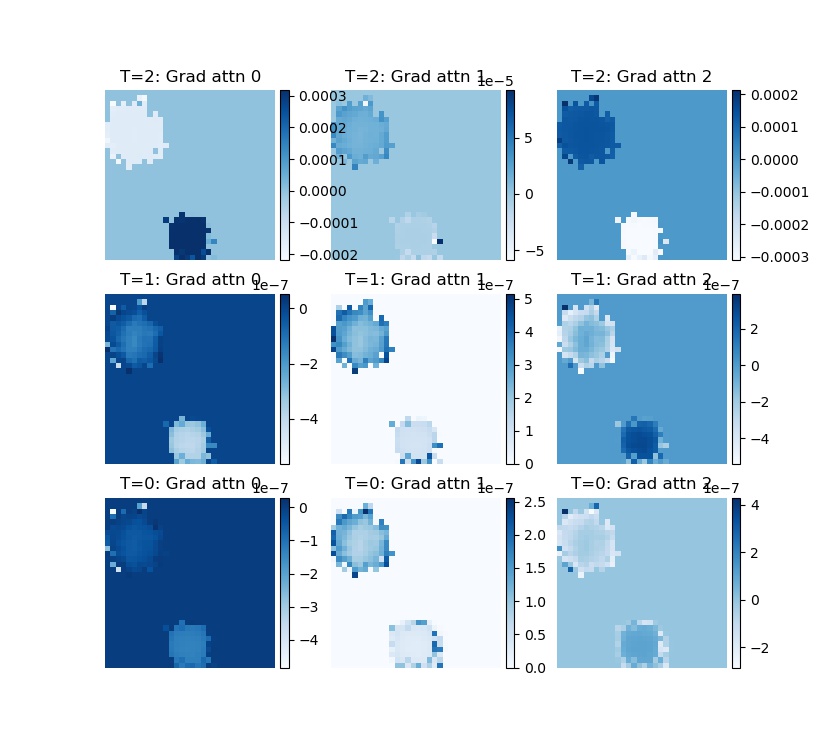 T=2: Grad attn 0
0.0003
0.0002
0.0001
0.0000
−0.0001
−0.0002
T=2: Grad attn 1
1e−5
5
0
−5
T=2: Grad attn 2
0.0002
0.0001
0.0000
−0.0001
−0.0002
−0.0003
T=1: Grad attn 0
1e−7
0
−2
−4
T=1: Grad attn 1
1e−7
5
4
3
2
1
0
T=1: Grad attn 2
1e−7
2
0
−2
−4
T=0: Grad attn 0
1e−7
0
−1
−2
−3
−4
T=0: Grad attn 1
1e−7
2.5
2.0
1.5
1.0
0.5
0.0
T=0: Grad attn 2
1e−7
4
2
0
−2